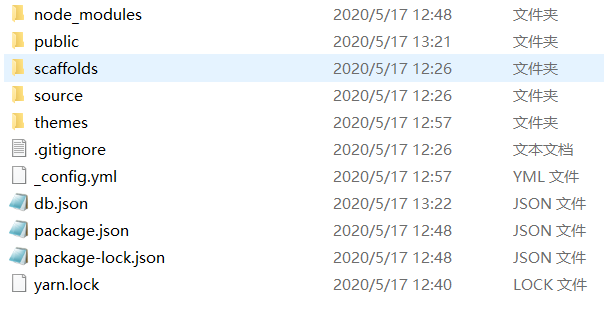 node_modules 2020/5/17 12:48 文件夹
public 2020/5/17 13:21 文件夹
scaffolds 2020/5/17 12:26 文件夹
source 2020/5/17 12:26 文件夹
themes 2020/5/17 12:57 文件夹
.gitignore 2020/5/17 12:26 文本文档
_config.yml 2020/5/17 12:57 YML 文件
db.json 2020/5/17 13:22 JSON 文件
package.json 2020/5/17 12:48 JSON 文件
package-lock.json 2020/5/17 12:48 JSON 文件
yarn.lock 2020/5/17 12:40 LOCK 文件